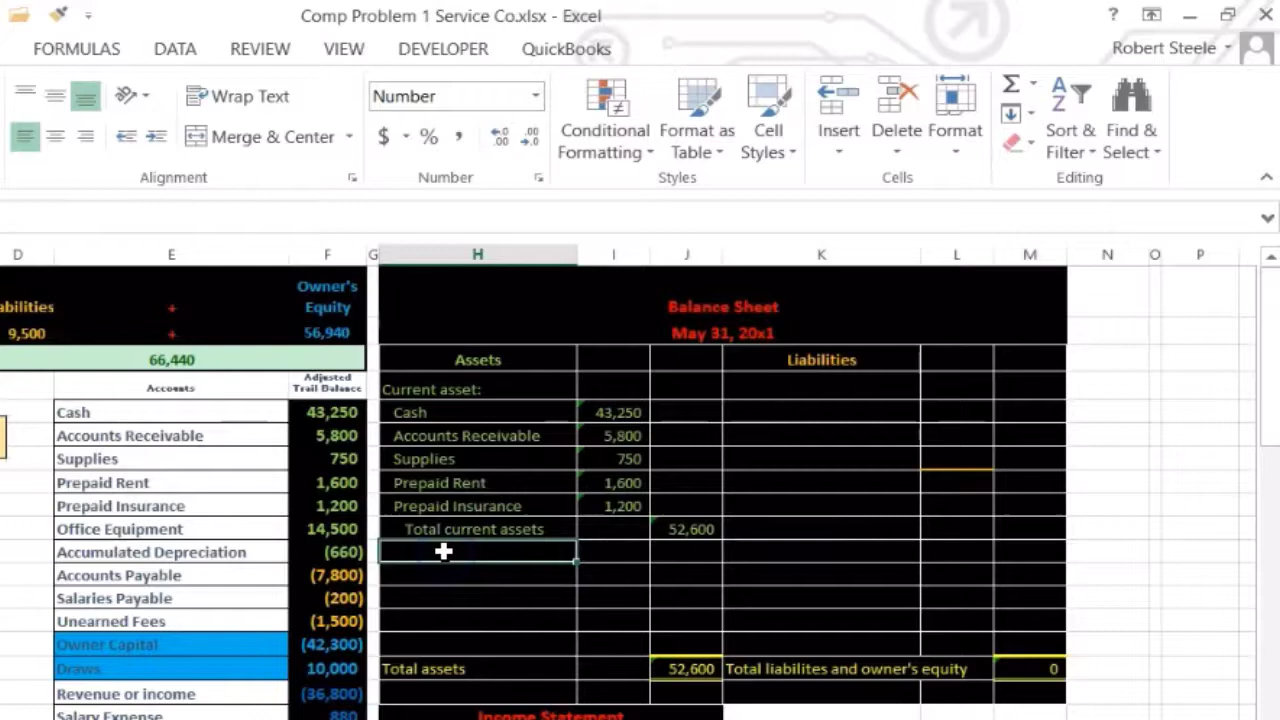 Comp Problem 1 Service Co.xlsx - Excel
?
FORMULAS DATA REVIEW VIEW DEVELOPER QuickBooks Robert Steele
Wrap Text Number
Merge & Center $ % , Conditional Formatting Format as Table Cell Styles Insert Delete Format Sort & Filter Find & Select
Alignment Number Styles Cells Editing
D E F G H I J K L M N O P
Owner's
abilities + Equity Balance Sheet
9,500 + 56,940 May 31, 20x1
66,440 Assets Liabilities
Accounts Adjusted Trail Balance Current asset:
Cash 43,250 Cash 43,250
Accounts Receivable 5,800 Accounts Receivable 5,800
Supplies 750 Supplies 750
Prepaid Rent 1,600 Prepaid Rent 1,600
Prepaid Insurance 1,200 Prepaid Insurance 1,200
Office Equipment 14,500 Total current assets 52,600
Accumulated Depreciation (660)
Accounts Payable (7,800)
Salaries Payable (200)
Unearned Fees (1,500)
Owner Capital (42,300)
Draws 10,000 Total assets 52,600 Total liabilites and owner's equity 0
Revenue or income (36,800)
Salary Expense 880 Income Statement